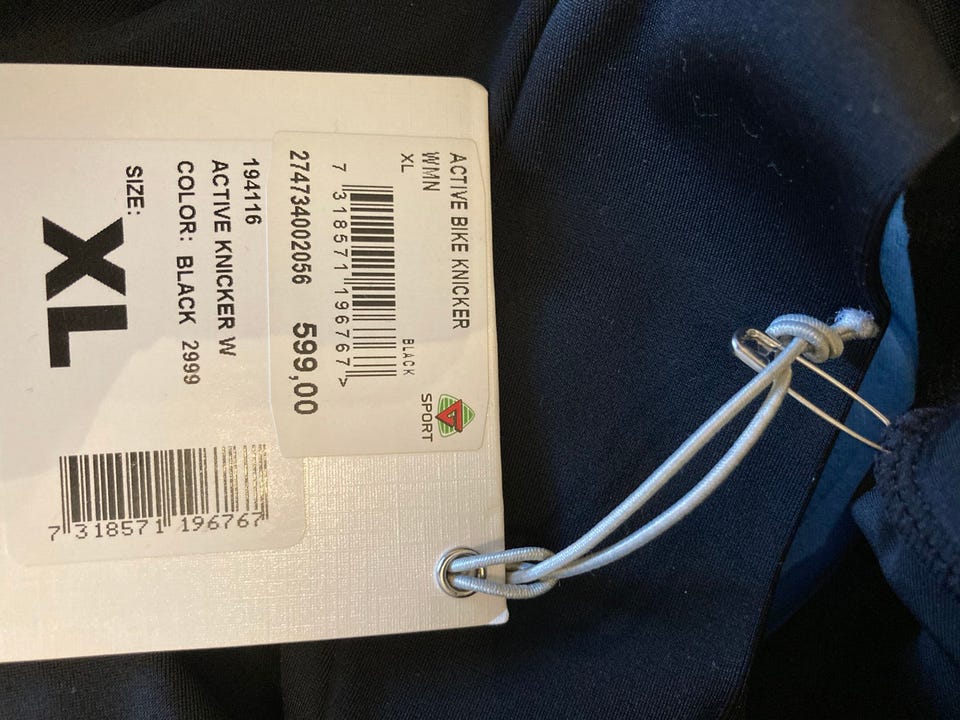 ACTIVE BIKE KNICKER
WMN
XL
BLACK
7 318571 196767 >
274734002056 599,00
SPORT
194116
ACTIVE KNICKER W
COLOR: BLACK 2999
SIZE:
XL
7 318571 196767